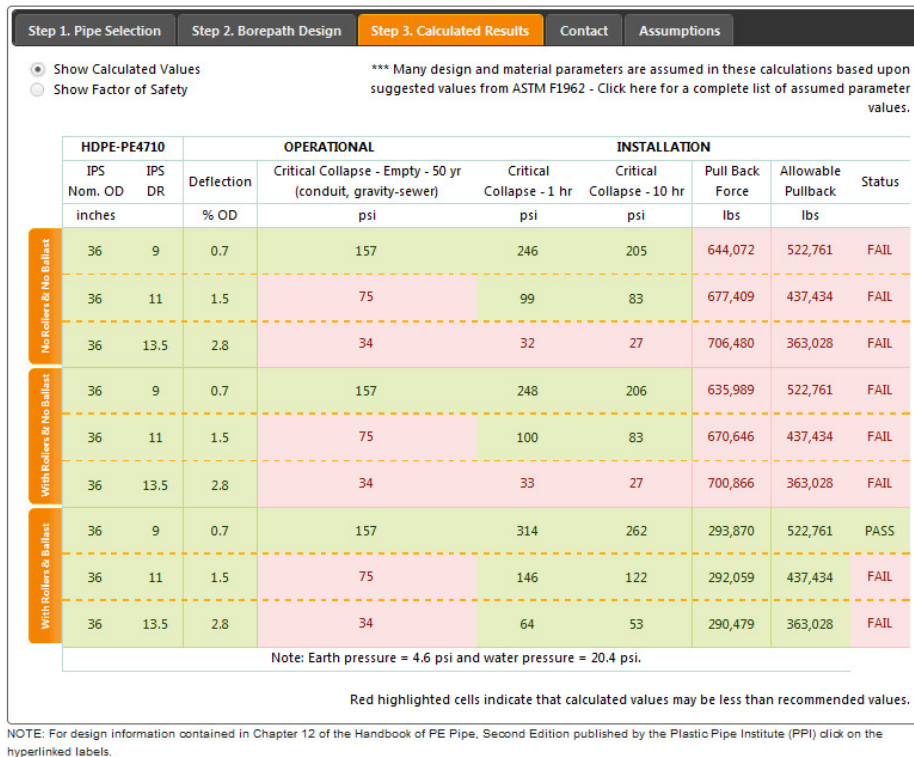 Step 1. Pipe Selection Step 2. Borepath Design Step 3. Calculated Results Contact Assumptions
Show Calculated Values
Show Factor of Safety
*** Many design and material parameters are assumed in these calculations based upon
suggested values from ASTM F1962 - Click here for a complete list of assumed parameter
values.
HDPE-PE4710 OPERATIONAL INSTALLATION
IPS Nom. OD IPS DR Deflection Critical Collapse - Empty - 50 yr (conduit, gravity-sewer) Critical Collapse - 1 hr Critical Collapse - 10 hr Pull Back Force Allowable Pullback Status
inches % OD psi psi psi lbs lbs
No Rollers & No Ballast
36 9 0.7 157 246 205 644,072 522,761 FAIL
36 11 1.5 75 99 83 677,409 437,434 FAIL
36 13.5 2.8 34 32 27 706,480 363,028 FAIL
With Rollers & No Ballast
36 9 0.7 157 248 206 635,989 522,761 FAIL
36 11 1.5 75 100 83 670,646 437,434 FAIL
36 13.5 2.8 34 33 27 700,866 363,028 FAIL
With Rollers & Ballast
36 9 0.7 157 314 262 293,870 522,761 PASS
36 11 1.5 75 146 122 292,059 437,434 FAIL
36 13.5 2.8 34 64 53 290,479 363,028 FAIL
Note: Earth pressure = 4.6 psi and water pressure = 20.4 psi.
Red highlighted cells indicate that calculated values may be less than recommended values.
NOTE: For design information contained in Chapter 12 of the Handbook of PE Pipe, Second Edition published by the Plastic Pipe Institute (PPI) click on the
hyperlinked labels.